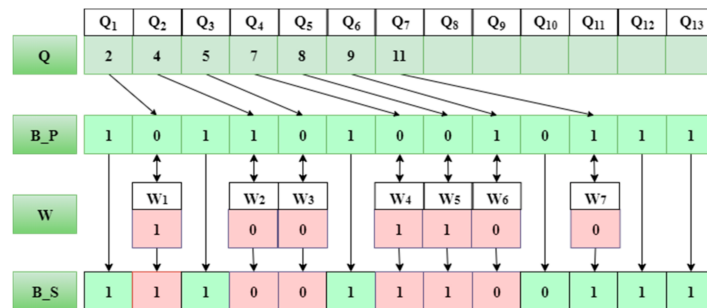 Q₁ Q₂ Q₃ Q₄ Q₅ Q₆ Q₇ Q₈ Q₉ Q₁₀ Q₁₁ Q₁₂ Q₁₃
Q 2 4 5 7 8 9 11
B_P 1 0 1 1 0 1 0 0 1 0 1 1 1
W₁ W₂ W₃ W₄ W₅ W₆ W₇
W 1 0 0 1 1 0 0
B_S 1 1 1 0 0 1 1 1 0 0 1 1 1